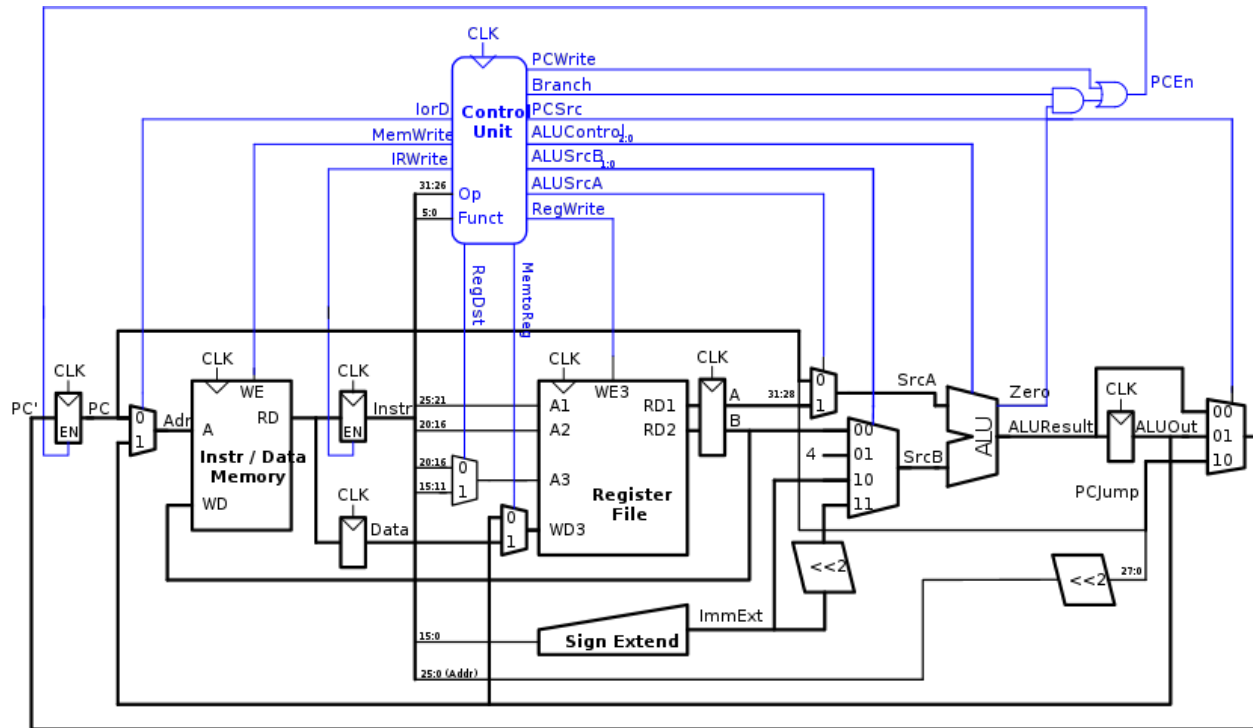 CLK
PCWrite
Branch
PCEn
IorD
Control
Unit
PCSrc
MemWrite
ALUControl 2:0
IRWrite
ALUSrcB 1:0
31:26
Op
ALUSrcA
5:0
Funct
RegWrite
RegDst
MemtoReg
CLK
CLK
CLK
CLK
CLK
CLK
PC'
PC
EN
0
1
Adr
WE
A
RD
Instr / Data
Memory
WD
EN
Instr
CLK
Data
25:21
20:16
20:16
15:11
0
1
0
1
WE3
A1
RD1
A2
RD2
A3
Register
File
WD3
A
B
31:28
0
1
SrcA
00
4
01
10
11
SrcB
<<2
ALU
Zero
ALUResult
ALUOut
00
01
10
PCJump
<<2
27:0
ImmExt
15:0
Sign Extend
25:0 (Addr)